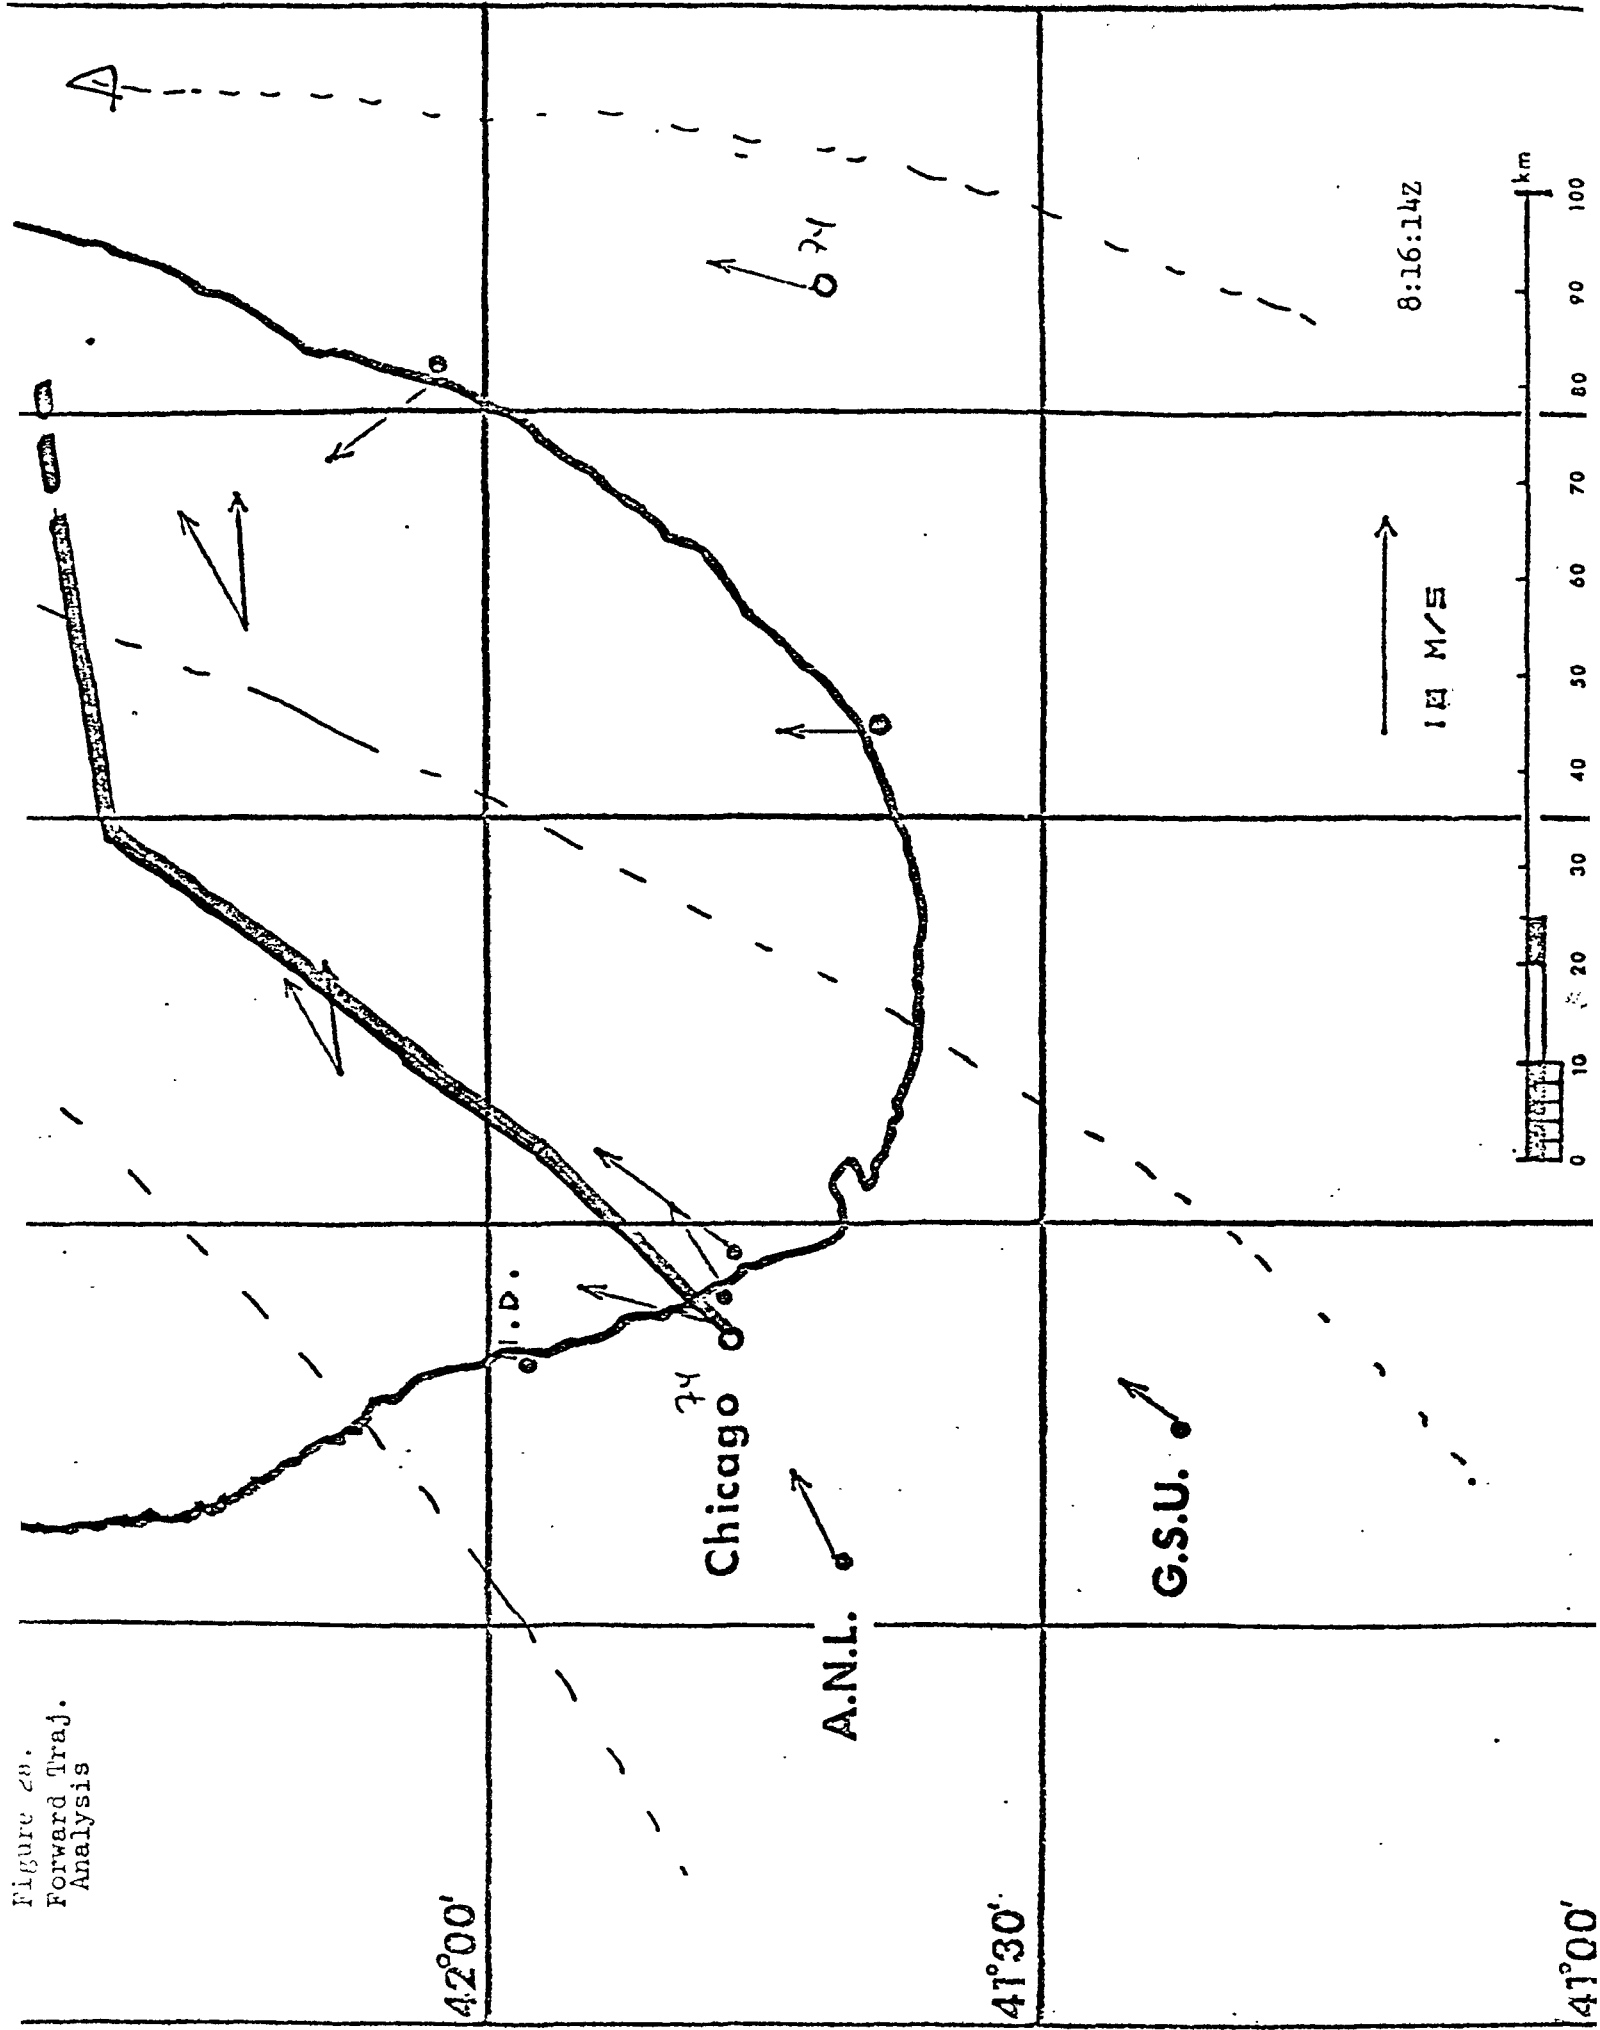 Figure 28.
Forward Traj.
Analysis
42°00'
41°30'
41°00'
I.D.
Chicago
74
A.N.L.
G.S.U.
74
8:16:14Z
10 M/S
km
0 10 20 30 40 50 60 70 80 90 100